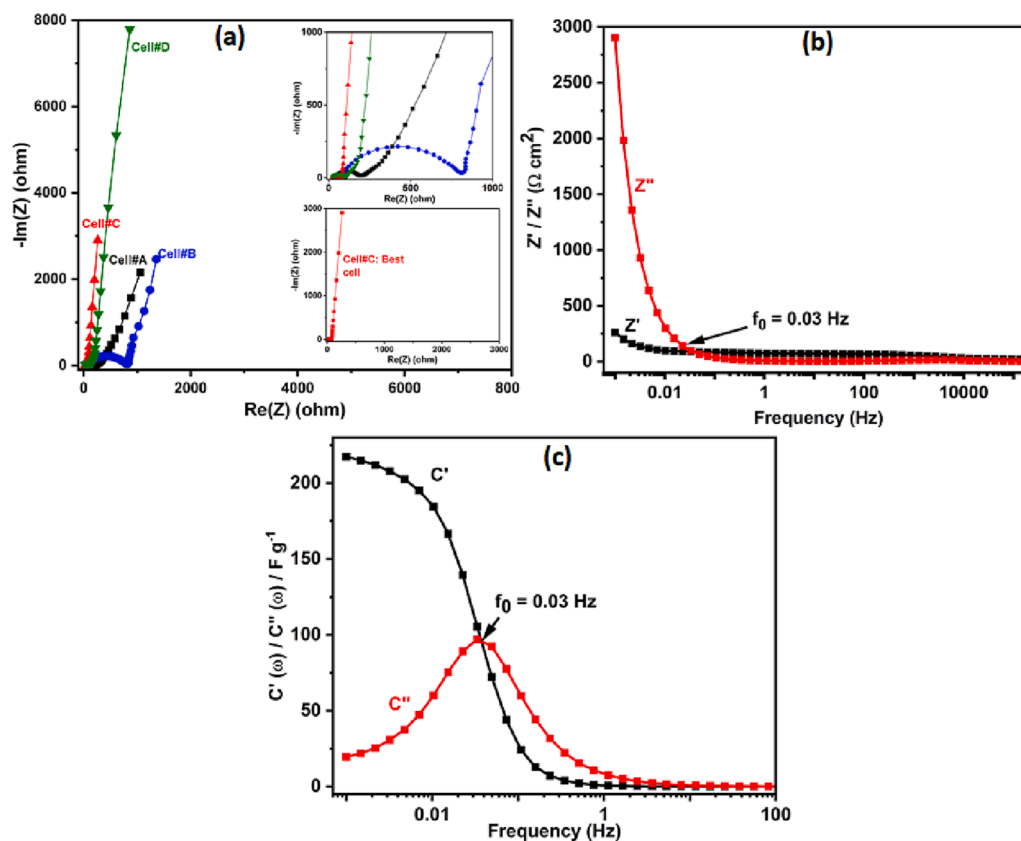 (a)
8000
6000
4000
2000
0
-Im(Z) (ohm)
0 2000 4000 6000 800
Re(Z) (ohm)
Cell#D
Cell#C
Cell#A
Cell#B
1000
500
0
-Im(Z) (ohm)
500 1000
Re(Z) (ohm)
3000
2000
1000
0
-Im(Z) (ohm)
Cell#C: Best
cell
0 1000 2000 3000
Re(Z) (ohm)
(b)
3000
2500
2000
1500
1000
500
0
Z' / Z'' (Ω cm²)
Z''
Z'
f₀ = 0.03 Hz
0.01 1 100 10000
Frequency (Hz)
(c)
200
150
100
50
0
C' (ω) / C'' (ω) / F g⁻¹
C'
f₀ = 0.03 Hz
C''
0.01 0.1 1 10 100
Frequency (Hz)